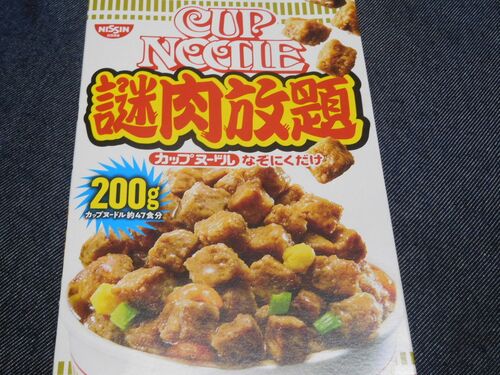 NISSIN
CUP
NOODLE
謎肉放題
カップヌードル なぞにくだけ
200g
カップヌードル 約47食分